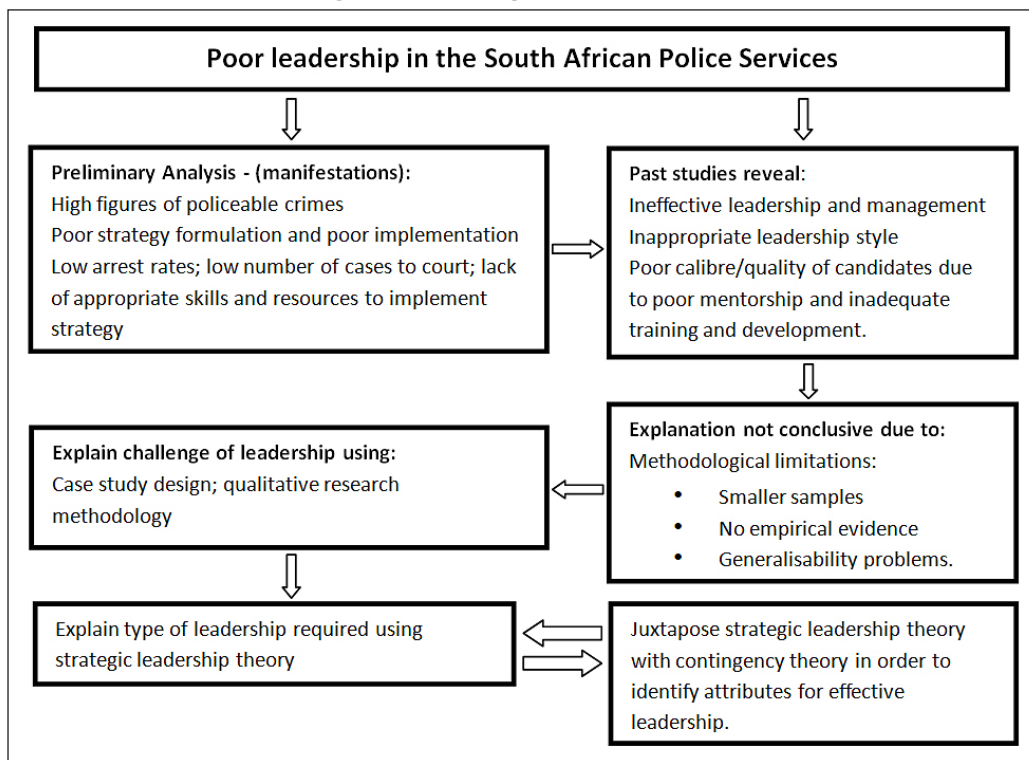 Poor leadership in the South African Police Services
Preliminary Analysis - (manifestations):
High figures of policeable crimes
Poor strategy formulation and poor implementation
Low arrest rates; low number of cases to court; lack
of appropriate skills and resources to implement
strategy
Past studies reveal:
Ineffective leadership and management
Inappropriate leadership style
Poor calibre/quality of candidates due
to poor mentorship and inadequate
training and development.
Explanation not conclusive due to:
Methodological limitations:
• Smaller samples
• No empirical evidence
• Generalisability problems.
Explain challenge of leadership using:
Case study design; qualitative research
methodology
Explain type of leadership required using
strategic leadership theory
Juxtapose strategic leadership theory
with contingency theory in order to
identify attributes for effective
leadership.